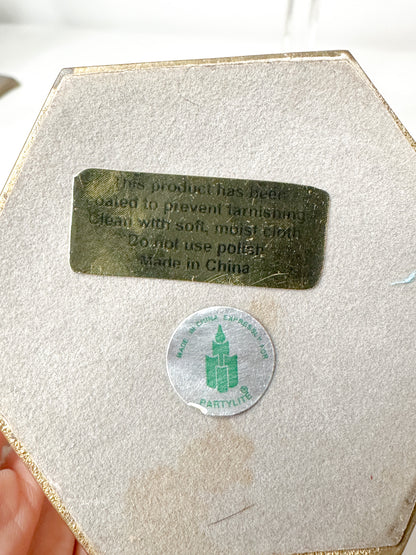 This product has been
coated to prevent tarnishing
Clean with soft, moist cloth
Do not use polish
Made in China
MADE IN CHINA EXPRESSLY FOR
PARTYLITE®